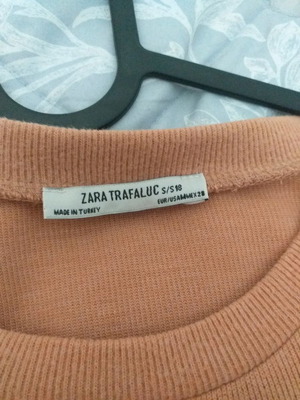 ZARA TRAFALUC S/S18
MADE IN TURKEY